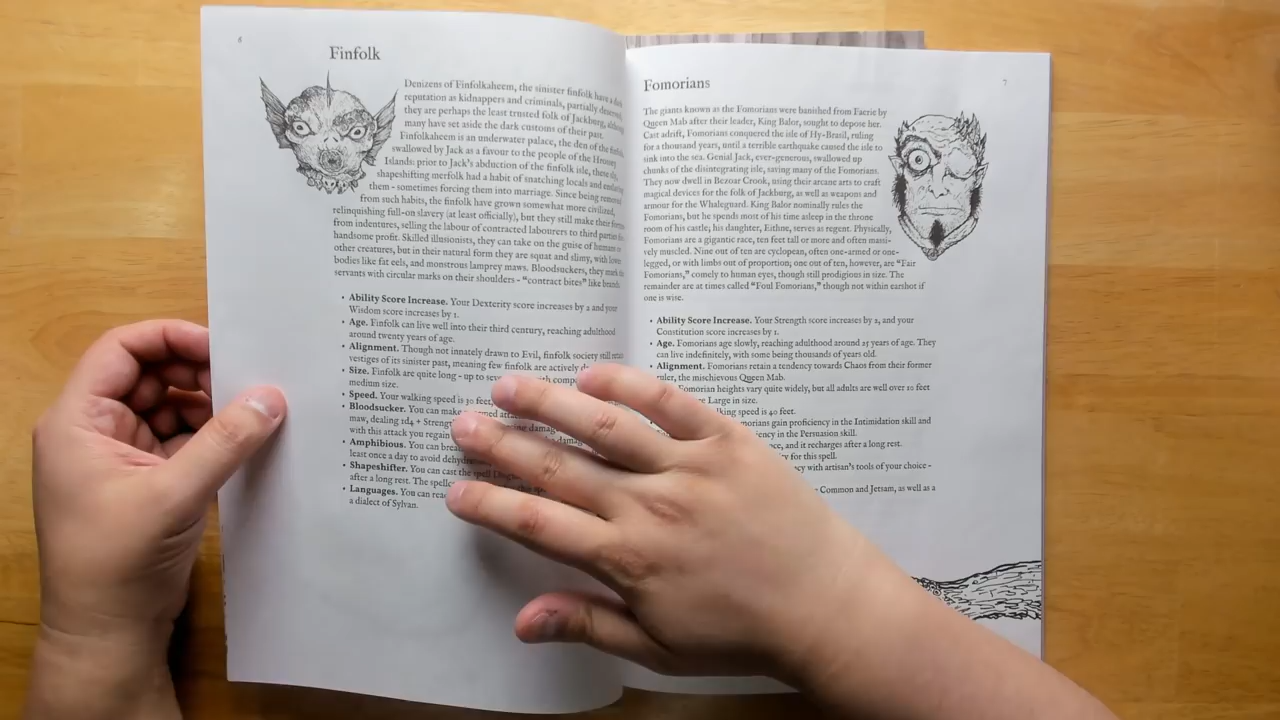 6
Finfolk
Denizens of Finfolkaheem, the sinister finfolk have a
reputation as kidnappers and criminals, partially
they are perhaps the least trusted folk of Jackburg,
many have set aside the dark customs of their past.
Finfolkaheem is an underwater palace, the den of the
swallowed by Jack as a favour to the people of the
Islands: prior to Jack's abduction of the finfolk isle, these
shapeshifting merfolk had a habit of snatching locals and
them - sometimes forcing them into marriage. Since being
from such habits, the finfolk have grown somewhat more civilized,
relinquishing full-on slavery (at least officially), but they still make their
from indentures, selling the labour of contracted labourers to third parties
handsome profit. Skilled illusionists, they can take on the guise of humans or
other creatures, but in their natural form they are squat and slimy, with
bodies like fat eels, and monstrous lamprey maws. Bloodsuckers, they mark
servants with circular marks on their shoulders - "contract bites" like
• Ability Score Increase. Your Dexterity score increases by 2 and your
Wisdom score increases by 1.
• Age. Finfolk can live well into their third century, reaching adulthood
around twenty years of age.
• Alignment. Though not innately drawn to Evil, finfolk society still
vestiges of its sinister past, meaning few finfolk are actively
• Size. Finfolk are quite long - up to
medium size.
• Speed. Your walking speed is 30 feet,
• Bloodsucker. You can make
maw, dealing 1d4 + damage
with this attack you regain
• Amphibious. You can
least once a day to avoid
• Shapeshifter. You can cast the spell
after a long rest. The
• Languages. You can
a dialect of Sylvan.
7
Fomorians
The giants known as the Fomorians were banished from Faerie by
Queen Mab after their leader, King Balor, sought to depose her.
Cast adrift, Fomorians conquered the isle of Hy-Brasil, ruling
for a thousand years, until a terrible earthquake caused the isle to
sink into the sea. Genial Jack, ever-generous, swallowed up
chunks of the disintegrating isle, saving many of the Fomorians.
They now dwell in Bezoar Crook, using their arcane arts to craft
magical devices for the folk of Jackburg, as well as weapons and
armour for the Whaleguard. King Balor nominally rules the
Fomorians, but he spends most of his time asleep in the throne
room of his castle; his daughter, Eithne, serves as regent. Physically,
Fomorians are a gigantic race, ten feet tall or more and often massi-
vely muscled. Nine out of ten are cyclopean, often one-armed or one-
legged, or with limbs out of proportion; one out of ten, however, are "Fair
Fomorians," comely to human eyes, though still prodigious in size. The
remainder are at times called "Foul Fomorians," though not within earshot if
one is wise.
• Ability Score Increase. Your Strength score increases by 2, and your
Constitution score increases by 1.
• Age. Fomorians age slowly, reaching adulthood around 25 years of age. They
can live indefinitely, with some being thousands of years old.
• Alignment. Fomorians retain a tendency towards Chaos from their former
ruler, the mischievous Queen Mab.
Fomorian heights vary quite widely, but all adults are well over 10 feet
Large in size.
speed is 40 feet.
gain proficiency in the Intimidation skill and
in the Persuasion skill.
and it recharges after a long rest.
for this spell.
with artisan's tools of your choice -
Common and Jetsam, as well as a